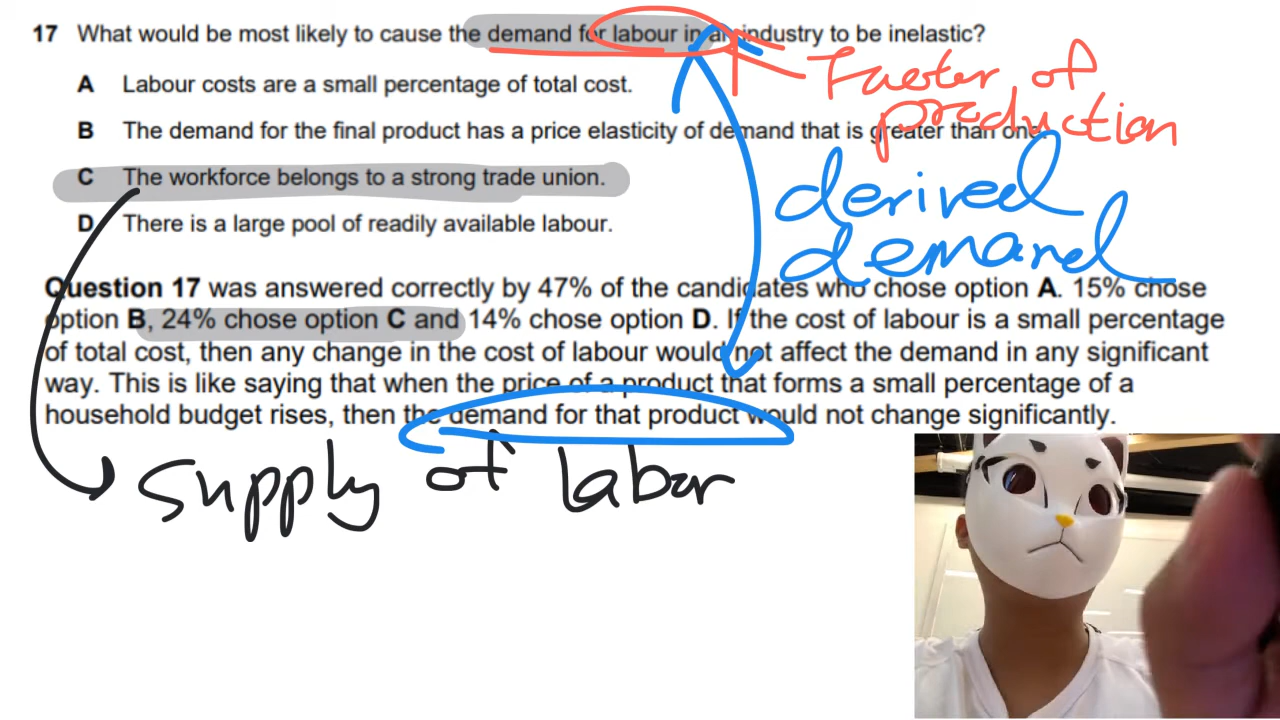 17 What would be most likely to cause the demand for labour in an industry to be inelastic?
A Labour costs are a small percentage of total cost.
B The demand for the final product has a price elasticity of demand that is greater than one.
C The workforce belongs to a strong trade union.
D There is a large pool of readily available labour.
Factor of
production
derived
demand
Question 17 was answered correctly by 47% of the candidates who chose option A. 15% chose
option B, 24% chose option C and 14% chose option D. If the cost of labour is a small percentage
of total cost, then any change in the cost of labour would not affect the demand in any significant
way. This is like saying that when the price of a product that forms a small percentage of a
household budget rises, then the demand for that product would not change significantly.
supply of labor